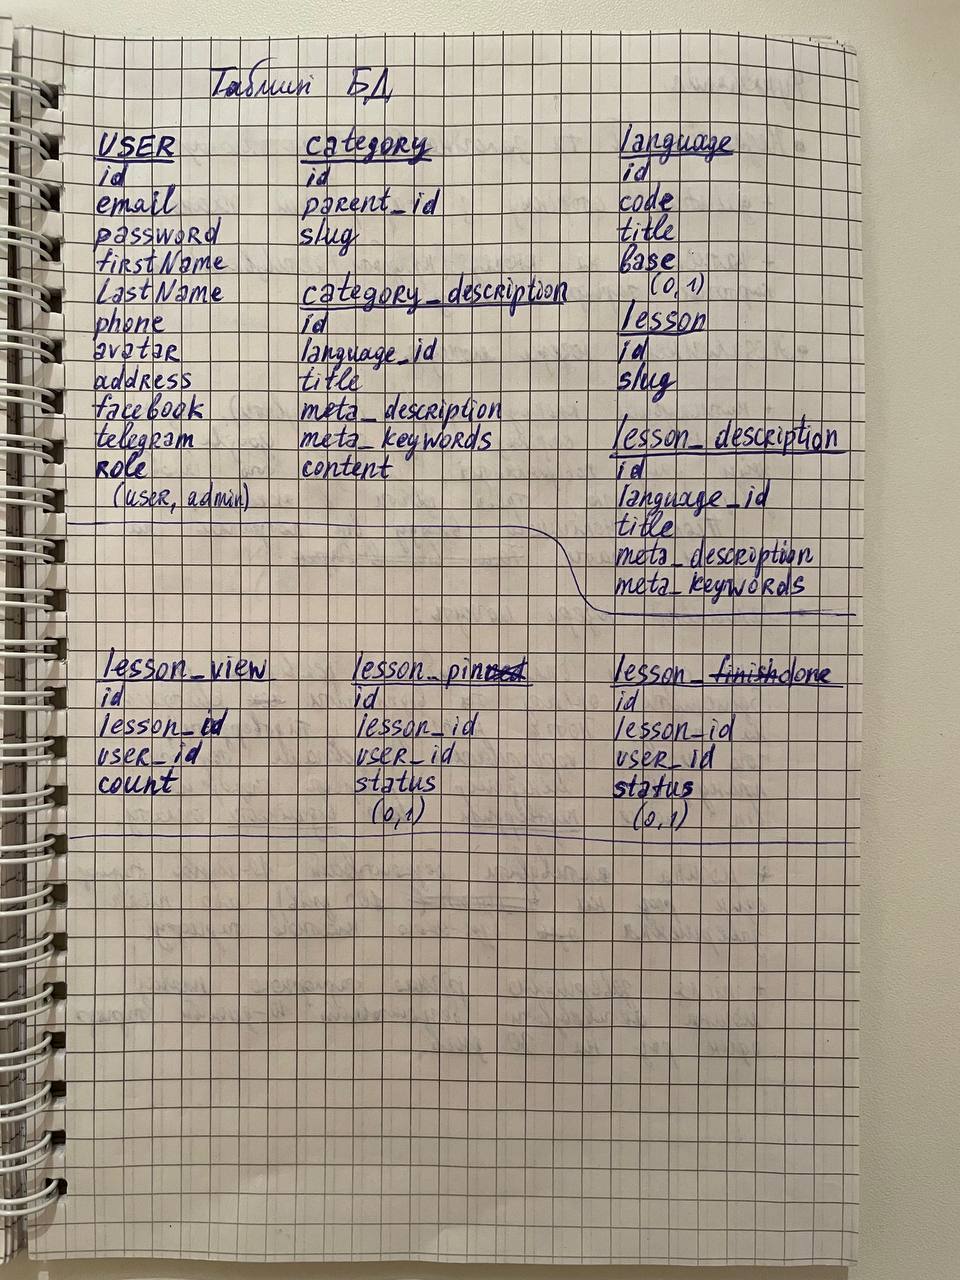 Таблиці БД
USER
id
email
password
firstName
LastName
phone
avatar
address
facebook
telegram
role
(user, admin)
category
id
parent_id
slug
category_description
id
language_id
title
meta_description
meta_keywords
content
language
id
code
title
base
(0,1)
lesson
id
slug
lesson_description
id
language_id
title
meta_description
meta_keywords
lesson_view
id
lesson_id
user_id
count
lesson_pinned
id
lesson_id
user_id
status
(0,1)
lesson_finishdone
id
lesson_id
user_id
status
(0,1)